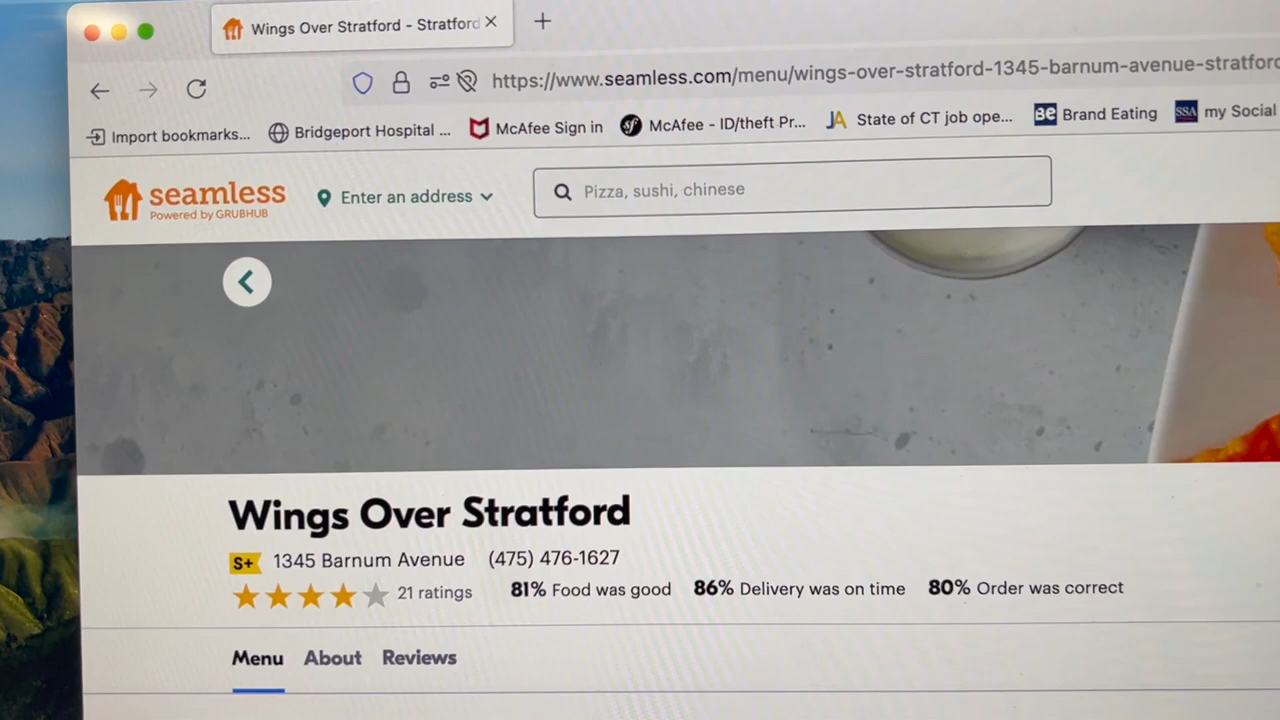 Wings Over Stratford - Stratford
https://www.seamless.com/menu/wings-over-stratford-1345-barnum-avenue-stratford
Import bookmarks... Bridgeport Hospital ... McAfee Sign in McAfee - ID/theft Pr... JA State of CT job ope... Be Brand Eating SSA my Social
seamless Enter an address Pizza, sushi, chinese
Powered by GRUBHUB
Wings Over Stratford
S+ 1345 Barnum Avenue (475) 476-1627
21 ratings 81% Food was good 86% Delivery was on time 80% Order was correct
Menu About Reviews